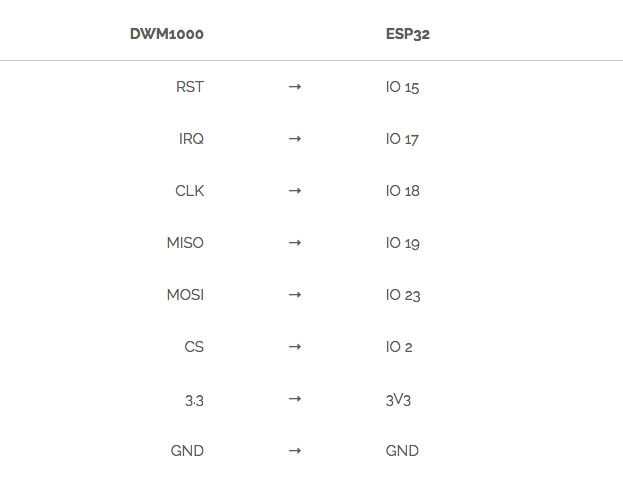 DWM1000 ESP32
RST → IO 15
IRQ → IO 17
CLK → IO 18
MISO → IO 19
MOSI → IO 23
CS → IO 2
3.3 → 3V3
GND → GND